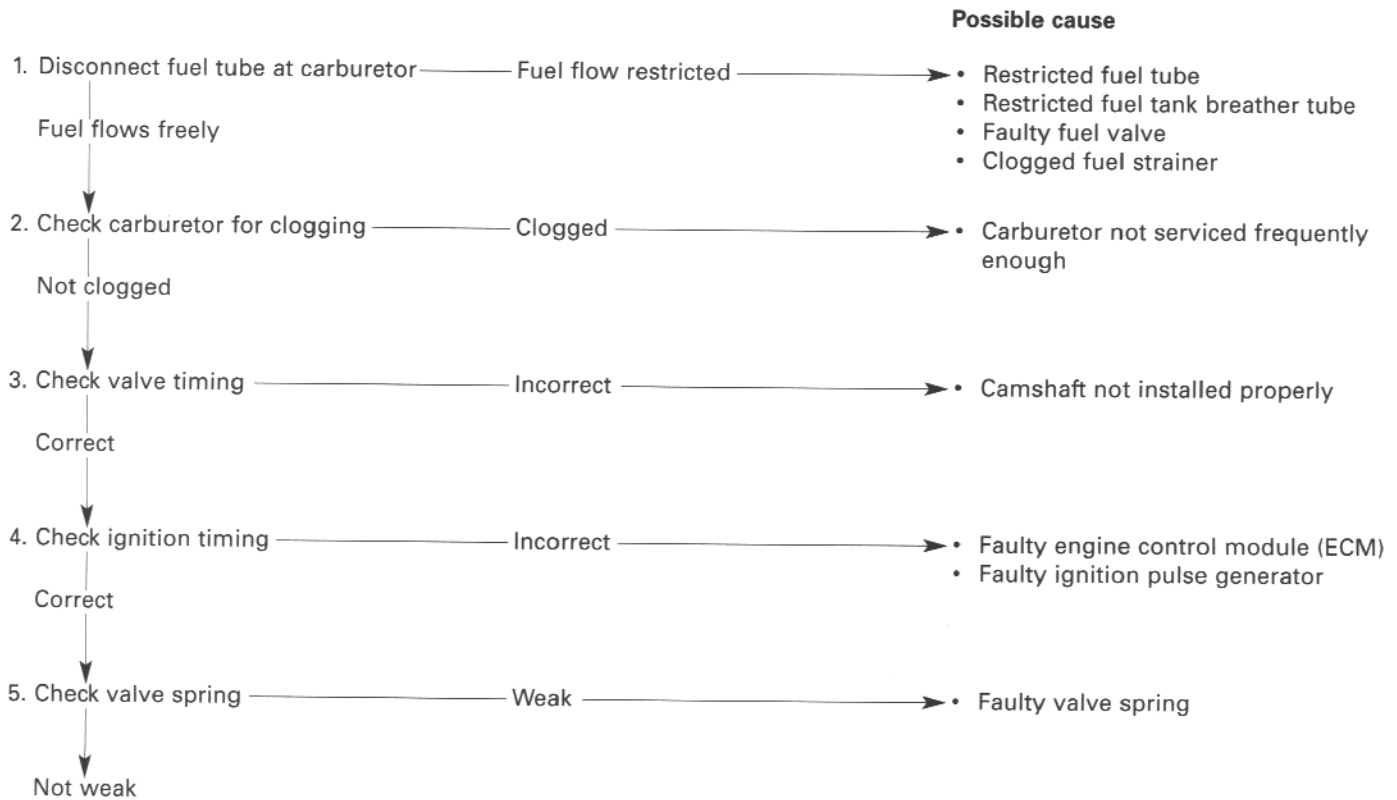 Possible cause
1. Disconnect fuel tube at carburetor
Fuel flow restricted
• Restricted fuel tube
• Restricted fuel tank breather tube
• Faulty fuel valve
• Clogged fuel strainer
Fuel flows freely
2. Check carburetor for clogging
Clogged
• Carburetor not serviced frequently
enough
Not clogged
3. Check valve timing
Incorrect
• Camshaft not installed properly
Correct
4. Check ignition timing
Incorrect
• Faulty engine control module (ECM)
• Faulty ignition pulse generator
Correct
5. Check valve spring
Weak
• Faulty valve spring
Not weak